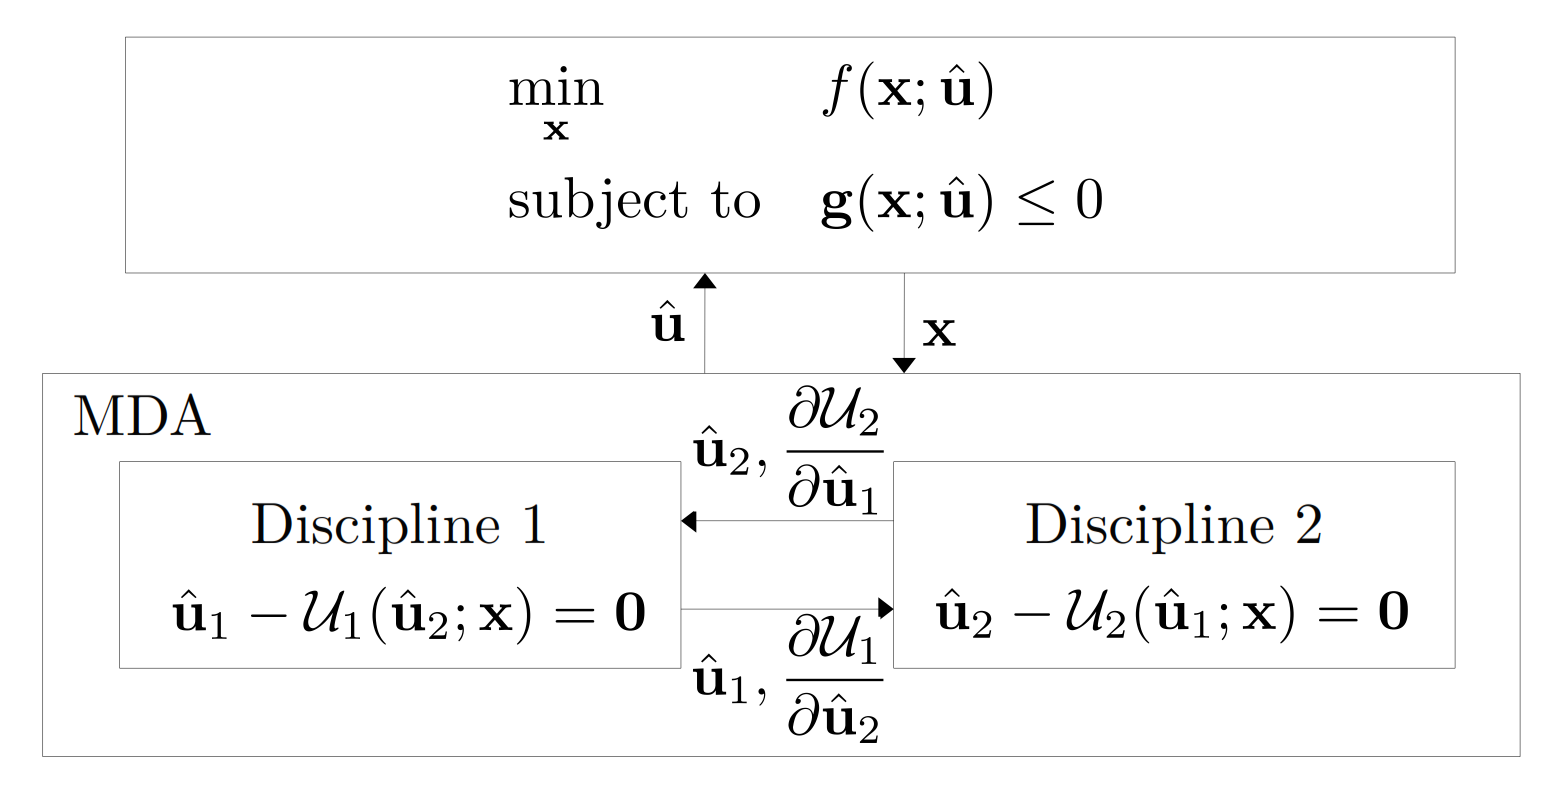 min f(𝐱; 𝐮̂)
𝐱
subject to 𝐠(𝐱; 𝐮̂) ≤ 0
𝐮̂
𝐱
MDA
𝐮̂₂, ∂𝒰₂/∂𝐮̂₁
Discipline 1
𝐮̂₁ − 𝒰₁(𝐮̂₂; 𝐱) = 𝟎
Discipline 2
𝐮̂₂ − 𝒰₂(𝐮̂₁; 𝐱) = 𝟎
𝐮̂₁, ∂𝒰₁/∂𝐮̂₂